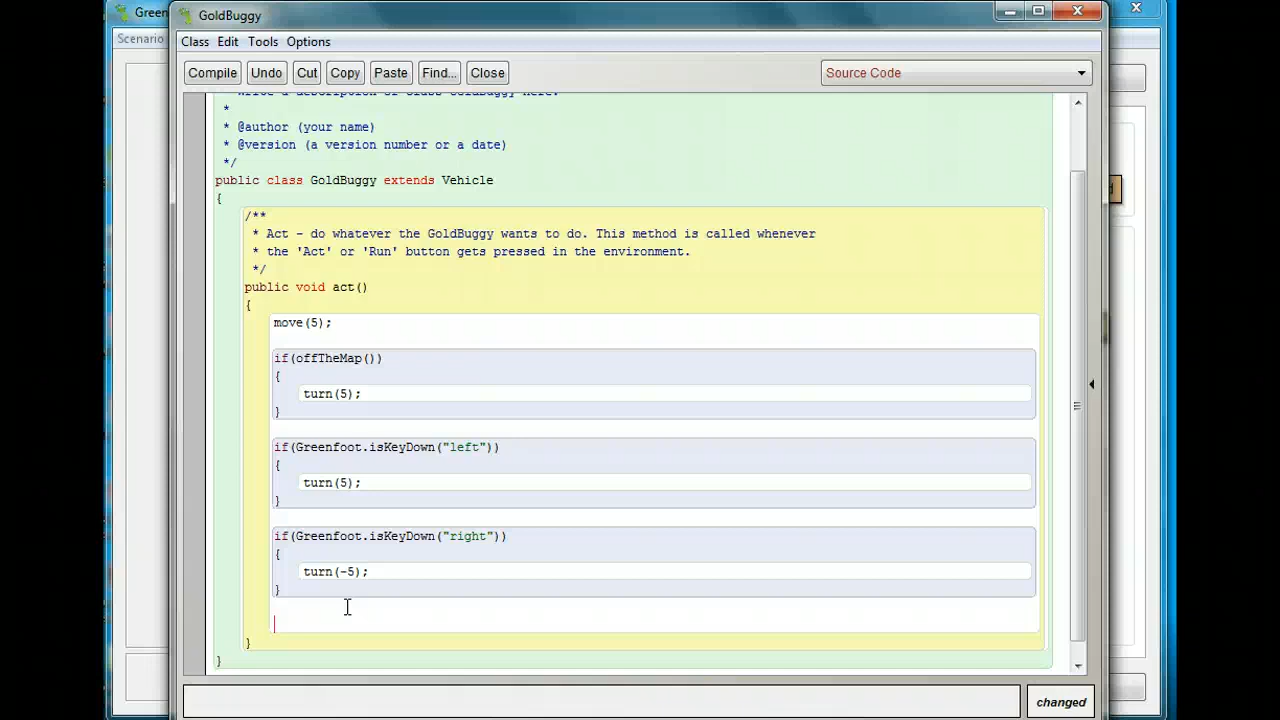 Green
GoldBuggy
Scenario
Class Edit Tools Options
Compile Undo Cut Copy Paste Find... Close Source Code
*
* @author (your name)
* @version (a version number or a date)
*/
public class GoldBuggy extends Vehicle
{
/**
* Act - do whatever the GoldBuggy wants to do. This method is called whenever
* the 'Act' or 'Run' button gets pressed in the environment.
*/
public void act()
{
move(5);
if(offTheMap())
{
turn(5);
}
if(Greenfoot.isKeyDown("left"))
{
turn(5);
}
if(Greenfoot.isKeyDown("right"))
{
turn(-5);
}
}
}
changed